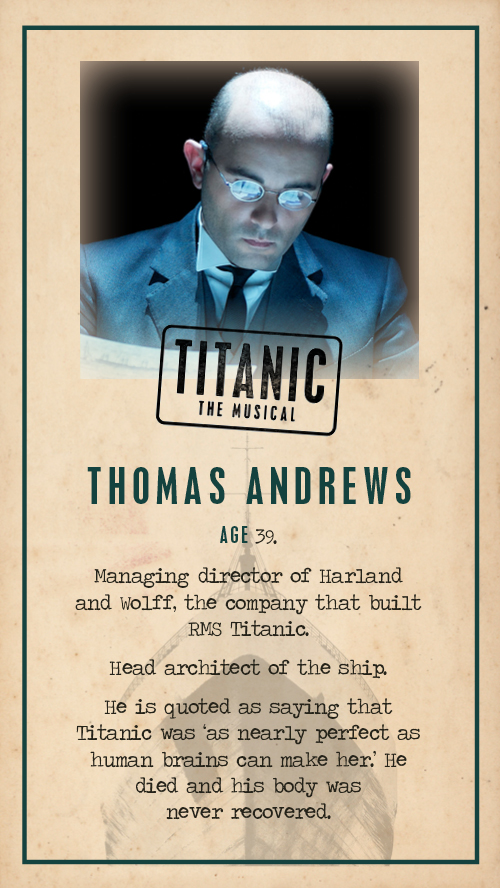 TITANIC
THE MUSICAL
THOMAS ANDREWS
AGE 39.
Managing director of Harland
and Wolff, the company that built
RMS Titanic.
Head architect of the ship.
He is quoted as saying that
Titanic was ‘as nearly perfect as
human brains can make her.’ He
died and his body was
never recovered.